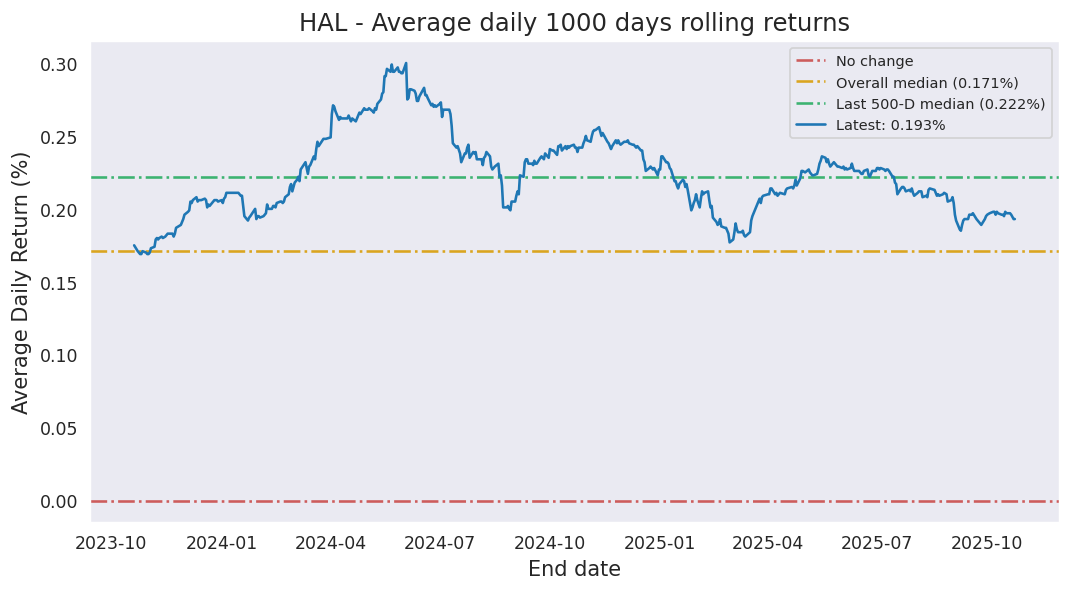 HAL - Average daily 1000 days rolling returns
No change
Overall median (0.171%)
Last 500-D median (0.222%)
Latest: 0.193%
Average Daily Return (%)
0.30
0.25
0.20
0.15
0.10
0.05
0.00
2023-10 2024-01 2024-04 2024-07 2024-10 2025-01 2025-04 2025-07 2025-10
End date